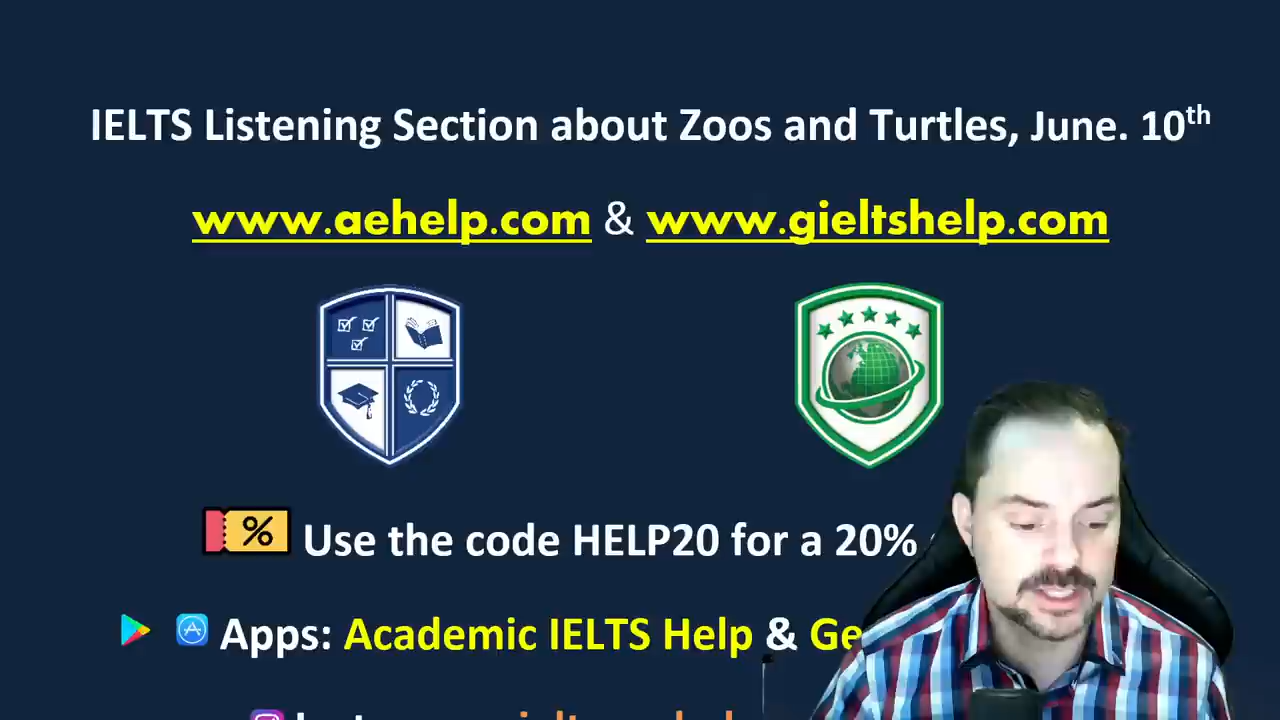 IELTS Listening Section about Zoos and Turtles, June. 10th
www.aehelp.com & www.gieltshelp.com
% Use the code HELP20 for a 20%
Apps: Academic IELTS Help & Ge